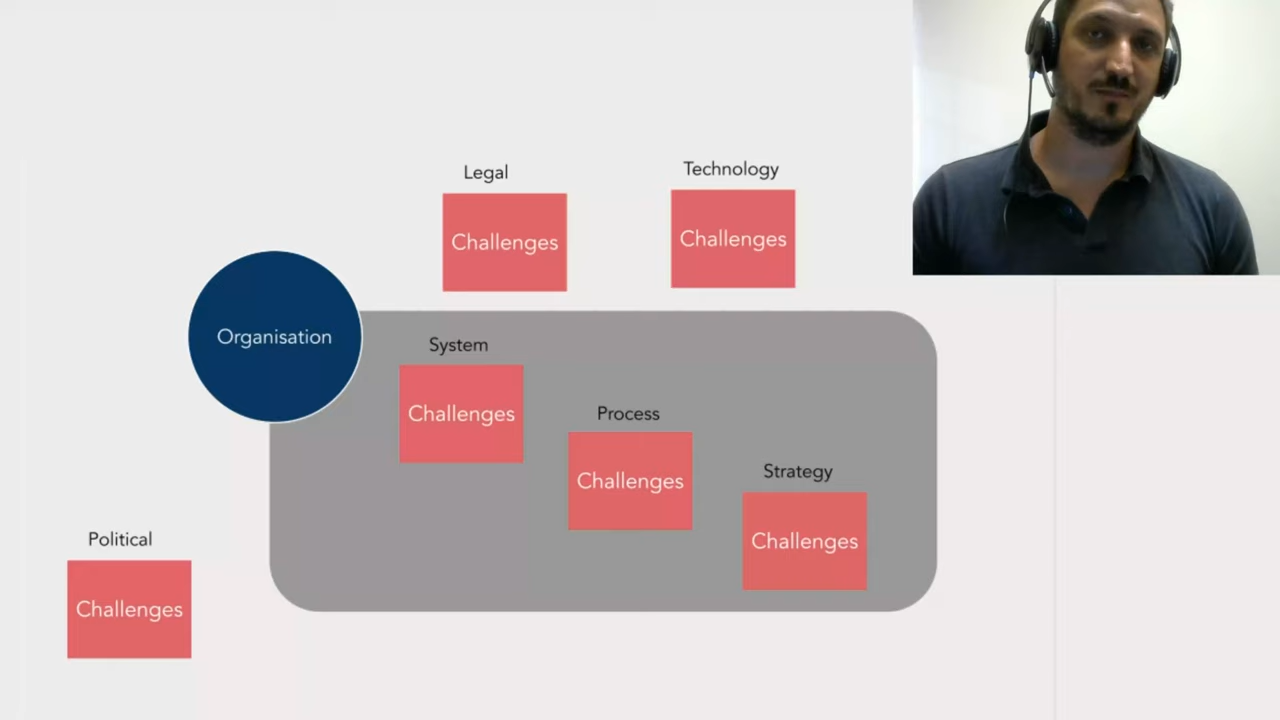 Legal
Challenges
Technology
Challenges
Organisation
System
Challenges
Process
Challenges
Strategy
Challenges
Political
Challenges